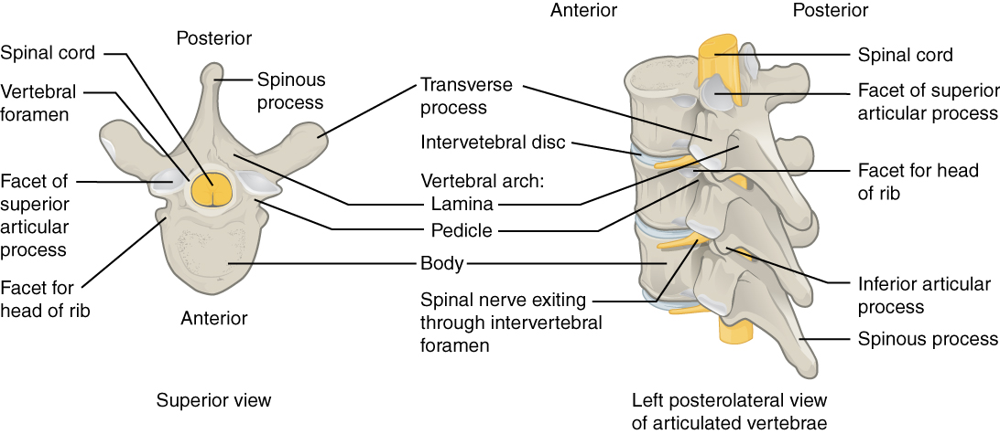 Anterior
Posterior
Posterior
Spinal cord
Vertebral
foramen
Spinous
process
Facet of
superior
articular
process
Facet for
head of rib
Anterior
Superior view
Transverse
process
Intervetebral disc
Vertebral arch:
Lamina
Pedicle
Body
Spinal nerve exiting
through intervertebral
foramen
Spinal cord
Facet of superior
articular process
Facet for head
of rib
Inferior articular
process
Spinous process
Left posterolateral view
of articulated vertebrae